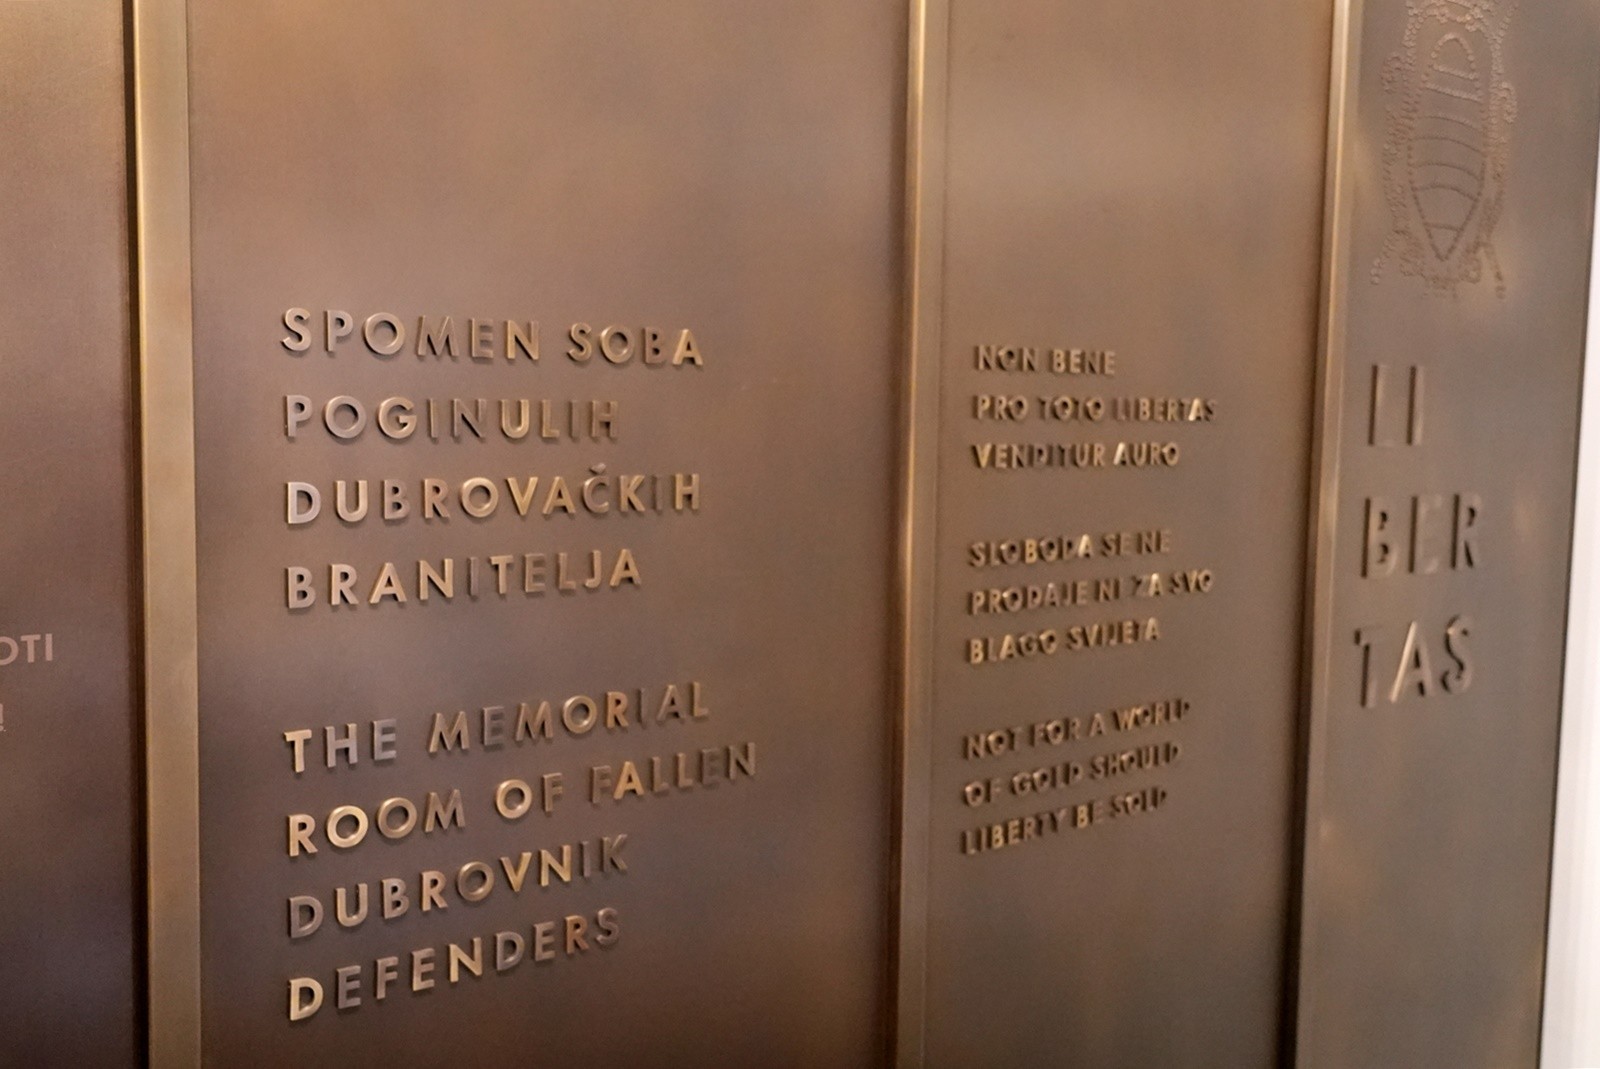 OTI
!
SPOMEN SOBA
POGINULIH
DUBROVAČKIH
BRANITELJA
THE MEMORIAL
ROOM OF FALLEN
DUBROVNIK
DEFENDERS
NON BENE
PRO TOTO LIBERTAS
VENDITUR AURO
SLOBODA SE NE
PRODAJE NI ZA SVO
BLAGO SVIJETA
NOT FOR A WORLD
OF GOLD SHOULD
LIBERTY BE SOLD
LI
BER
TAS